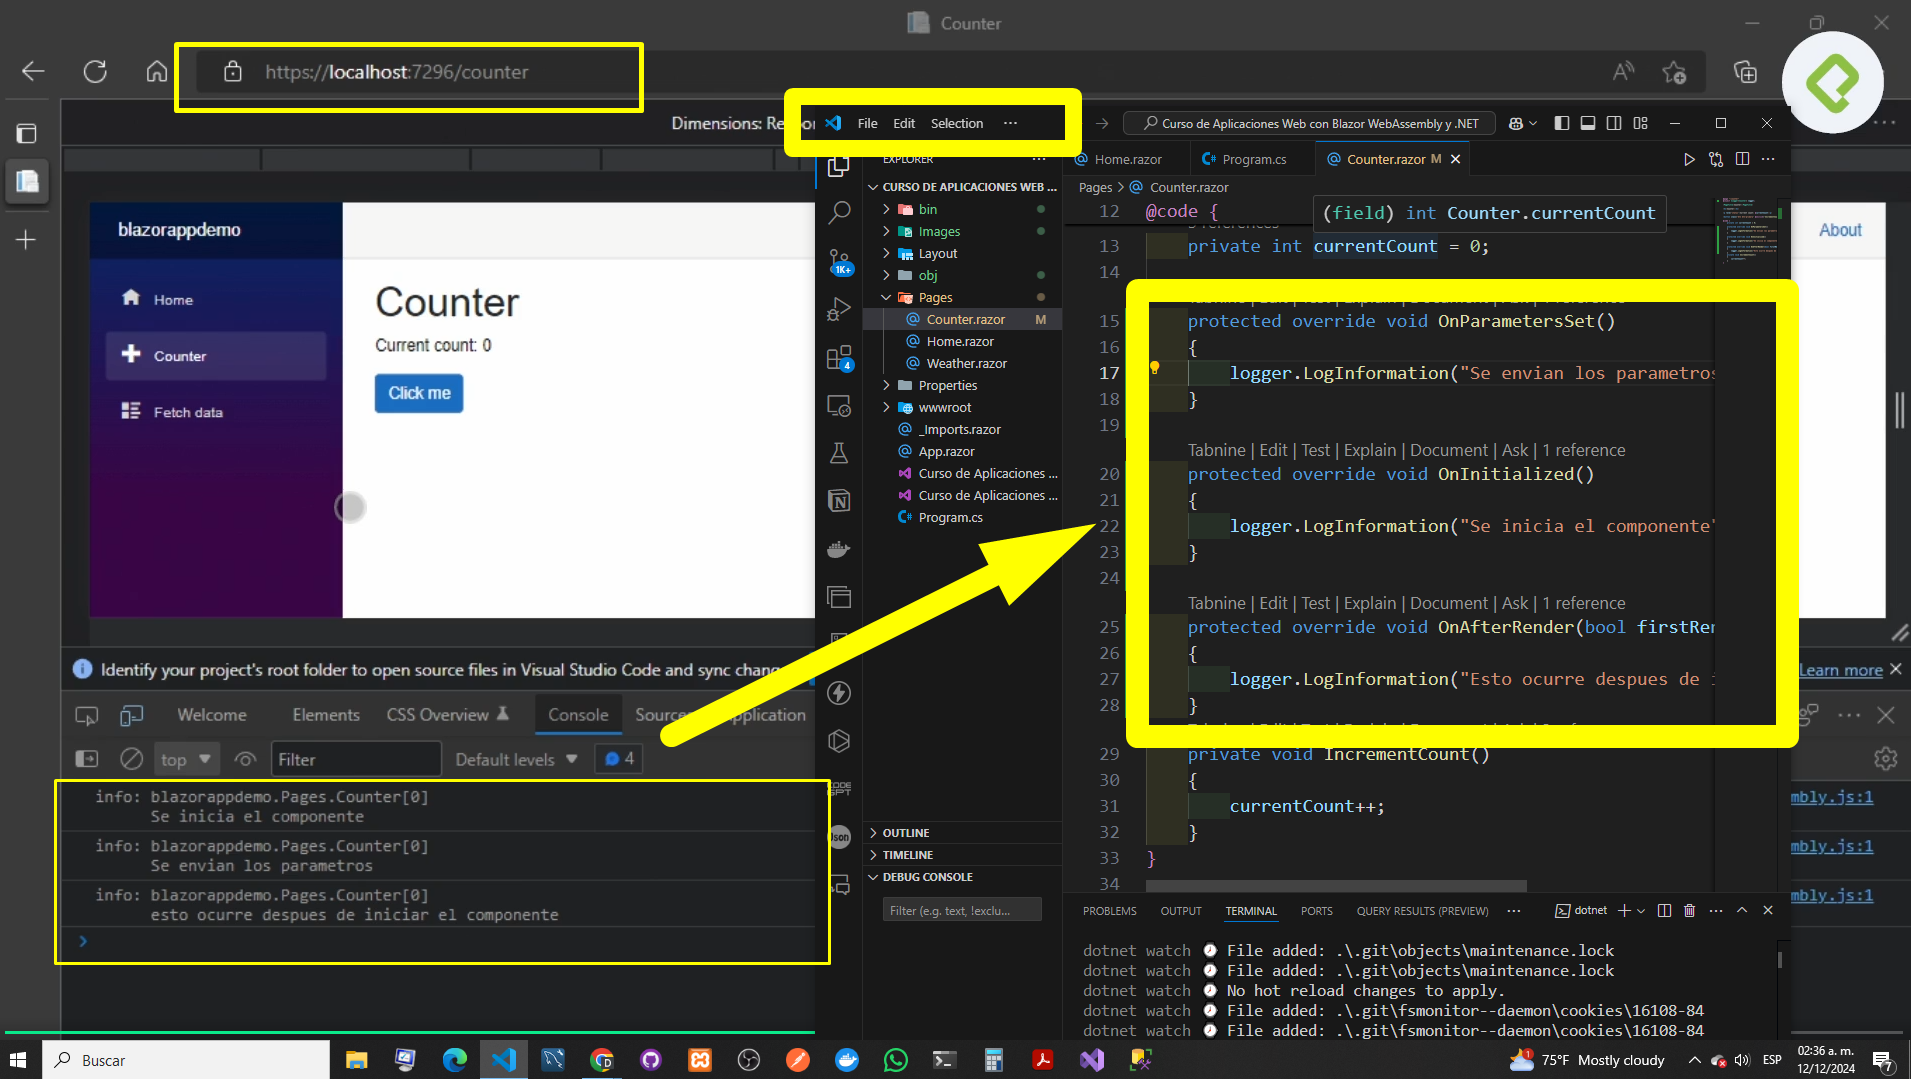 Counter
https://localhost:7296/counter
Dimensions:
File Edit Selection ···
Curso de Aplicaciones Web con Blazor WebAssembly y .NET
EXPLORER
Home.razor
Program.cs
Counter.razor M
CURSO DE APLICACIONES WEB ...
Pages > Counter.razor
bin
Images
Layout
obj
Pages
Counter.razor M
Home.razor
Weather.razor
Properties
wwwroot
_Imports.razor
App.razor
Curso de Aplicaciones ...
Curso de Aplicaciones ...
Program.cs
1K+
4
OUTLINE
TIMELINE
DEBUG CONSOLE
Filter (e.g. text, !exclu...
blazorappdemo
Home
Counter
Fetch data
Counter
Current count: 0
Click me
About
12 @code {
(field) int Counter.currentCount
13 private int currentCount = 0;
14
15 protected override void OnParametersSet()
16 {
17 logger.LogInformation("Se envian los parametros
18 }
19
Tabnine | Edit | Test | Explain | Document | Ask | 1 reference
20 protected override void OnInitialized()
21 {
22 logger.LogInformation("Se inicia el componente"
23 }
24
Tabnine | Edit | Test | Explain | Document | Ask | 1 reference
25 protected override void OnAfterRender(bool firstRen
26 {
27 logger.LogInformation("Esto ocurre despues de i
28 }
29 private void IncrementCount()
30 {
31 currentCount++;
32 }
33 }
34
Identify your project's root folder to open source files in Visual Studio Code and sync chang
Learn more
Welcome Elements CSS Overview Console Sources
top Filter Default levels 4
info: blazorappdemo.Pages.Counter[0]
Se inicia el componente
info: blazorappdemo.Pages.Counter[0]
Se envian los parametros
info: blazorappdemo.Pages.Counter[0]
esto ocurre despues de iniciar el componente
mbly.js:1
mbly.js:1
mbly.js:1
PROBLEMS OUTPUT TERMINAL PORTS QUERY RESULTS (PREVIEW) ··· dotnet
dotnet watch File added: .\.git\objects\maintenance.lock
dotnet watch File added: .\.git\objects\maintenance.lock
dotnet watch No hot reload changes to apply.
dotnet watch File added: .\.git\fsmonitor--daemon\cookies\16108-84
dotnet watch File added: .\.git\fsmonitor--daemon\cookies\16108-84
Buscar
75°F Mostly cloudy
ESP
02:36 a. m.
12/12/2024
7